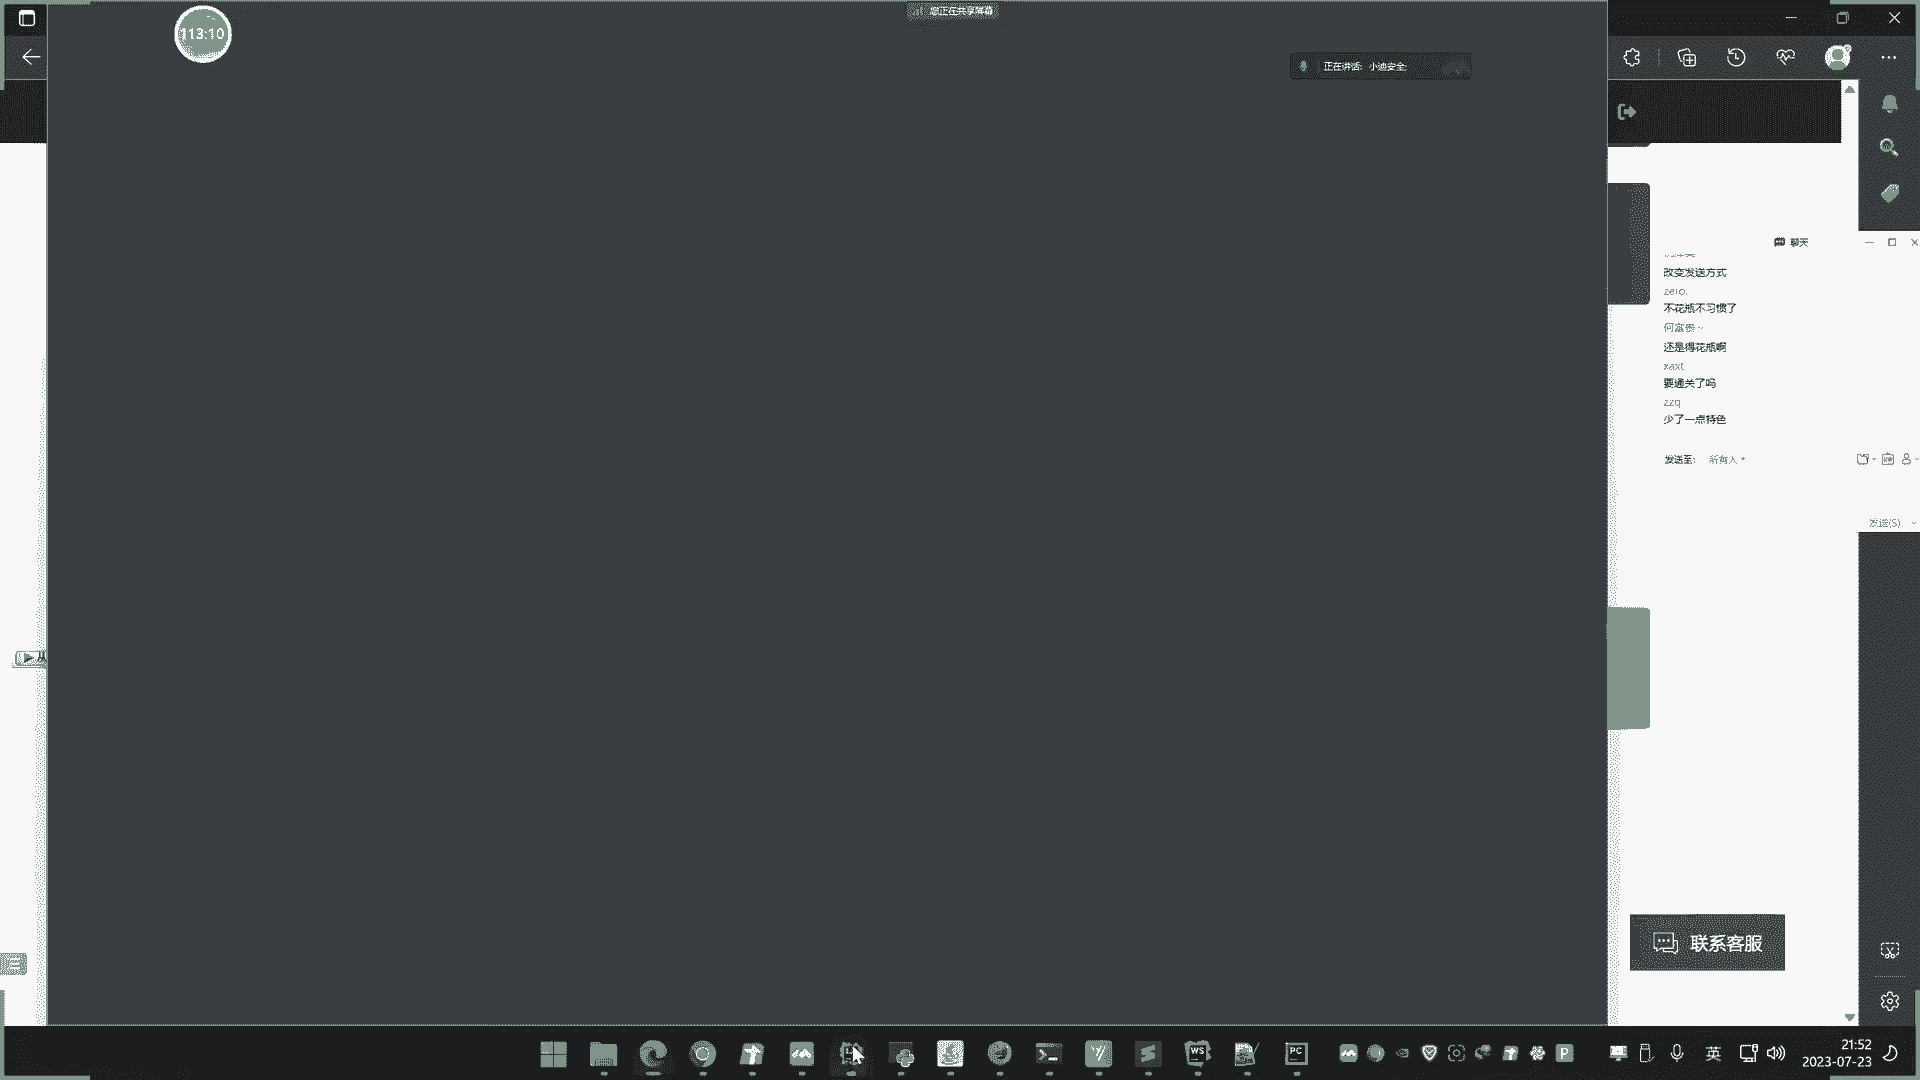 113:10
您正在共享屏幕
正在讲话: 小迪安全;
聊天
改变发送方式
zero.
不花瓶不习惯了
还是得花瓶啊
xaxt
要通关了吗
zzq
少了一点特色
发送至: 所有人
发送(S)
联系客服
WS
PC
P
英
21:52
2023-07-23